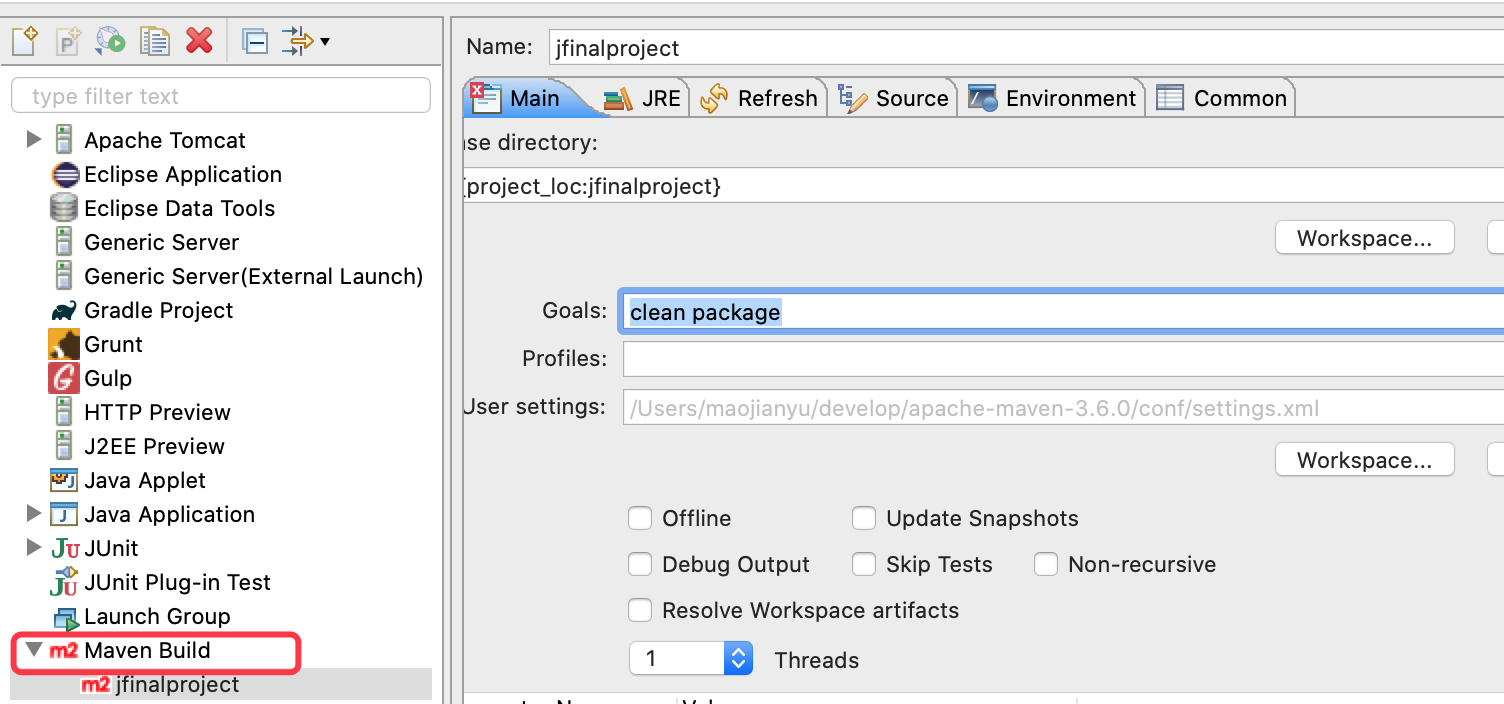 Name: jfinalproject
type filter text
Main JRE Refresh Source Environment Common
Apache Tomcat
Eclipse Application
Eclipse Data Tools
Generic Server
Generic Server(External Launch)
Gradle Project
Grunt
Gulp
HTTP Preview
J2EE Preview
Java Applet
Java Application
JUnit
JUnit Plug-in Test
Launch Group
m2 Maven Build
m2 jfinalproject
se directory:
{project_loc:jfinalproject}
Workspace...
Goals: clean package
Profiles:
User settings: /Users/maojianyu/develop/apache-maven-3.6.0/conf/settings.xml
Workspace...
Offline Update Snapshots
Debug Output Skip Tests Non-recursive
Resolve Workspace artifacts
1 Threads